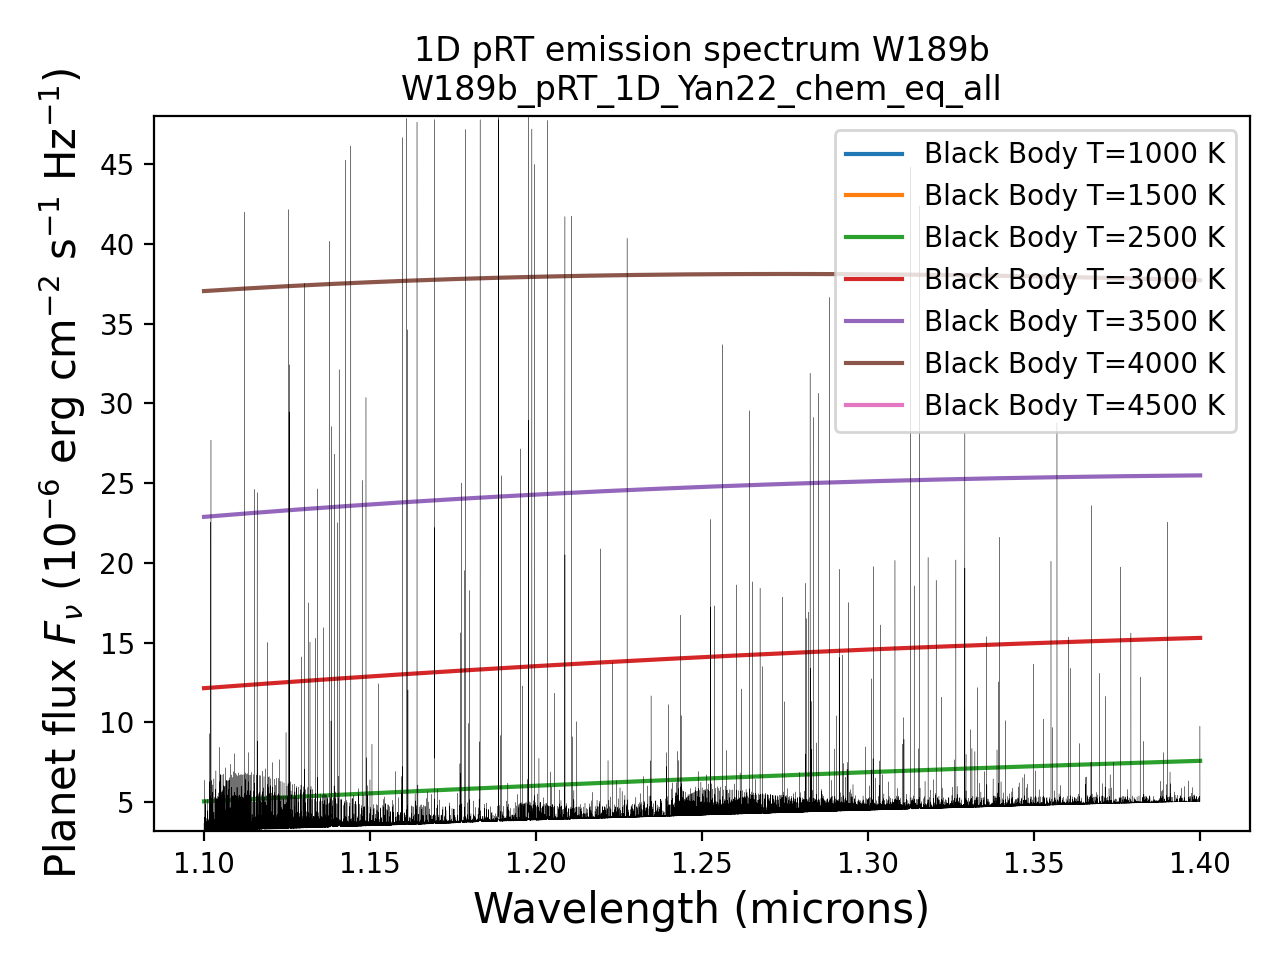 1D pRT emission spectrum W189b
W189b_pRT_1D_Yan22_chem_eq_all
Planet flux $F_\nu$ (10⁻⁶ erg cm⁻² s⁻¹ Hz⁻¹)
45
40
35
30
25
20
15
10
5
Black Body T=1000 K
Black Body T=1500 K
Black Body T=2500 K
Black Body T=3000 K
Black Body T=3500 K
Black Body T=4000 K
Black Body T=4500 K
1.10 1.15 1.20 1.25 1.30 1.35 1.40
Wavelength (microns)